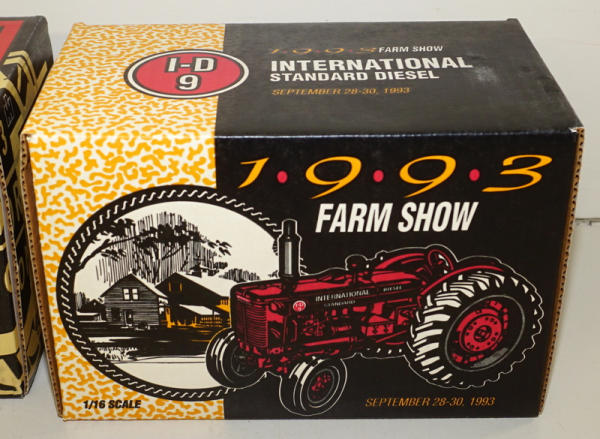 I-D
9
1993 FARM SHOW
INTERNATIONAL
STANDARD DIESEL
SEPTEMBER 28-30, 1993
1•9•9•3
FARM SHOW
INTERNATIONAL DIESEL
STANDARD
1/16 SCALE
SEPTEMBER 28-30, 1993